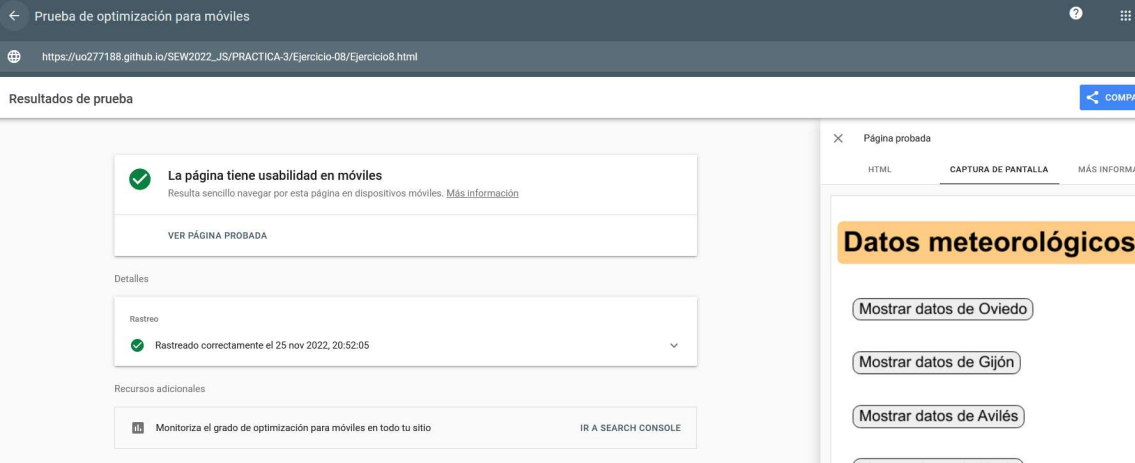 Prueba de optimización para móviles
https://uo277188.github.io/SEW2022_JS/PRACTICA-3/Ejercicio-08/Ejercicio8.html
Resultados de prueba
COMPA
La página tiene usabilidad en móviles
Resulta sencillo navegar por esta página en dispositivos móviles. Más información
VER PÁGINA PROBADA
Detalles
Rastreo
Rastreado correctamente el 25 nov 2022, 20:52:05
Recursos adicionales
Monitoriza el grado de optimización para móviles en todo tu sitio
IR A SEARCH CONSOLE
Página probada
HTML
CAPTURA DE PANTALLA
MÁS INFORMA
Datos meteorológicos
Mostrar datos de Oviedo
Mostrar datos de Gijón
Mostrar datos de Avilés